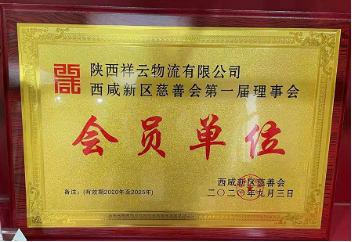 陕西祥云物流有限公司
西咸新区慈善会第一届理事会
会员单位
备注：(有效期2020年至2025年)
西咸新区慈善会
二〇二〇年九月三日